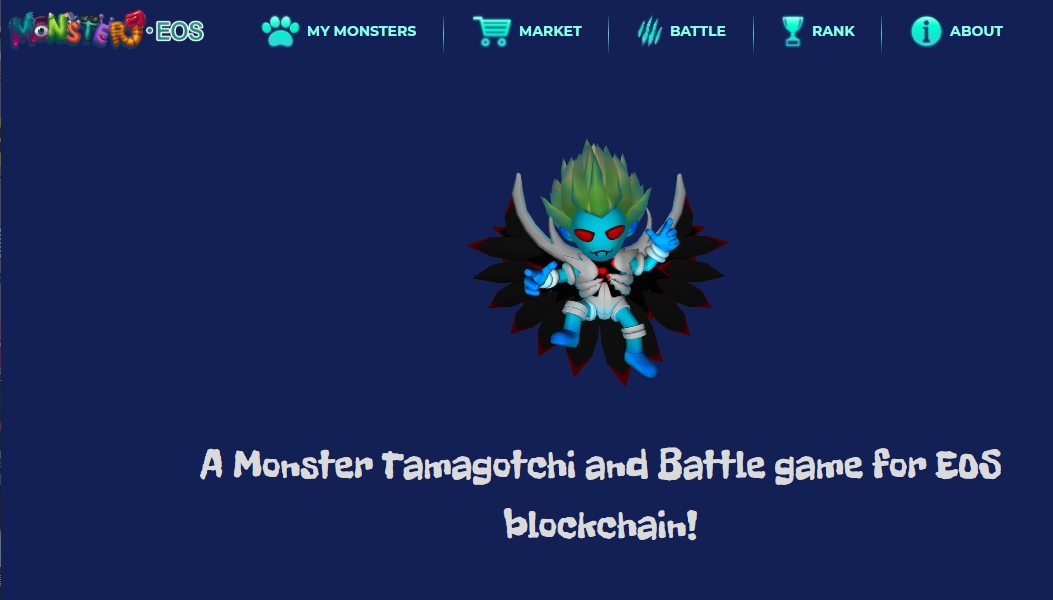 MONSTERS•EOS
MY MONSTERS
MARKET
BATTLE
RANK
ABOUT
A Monster Tamagotchi and Battle game for EOS
blockchain!